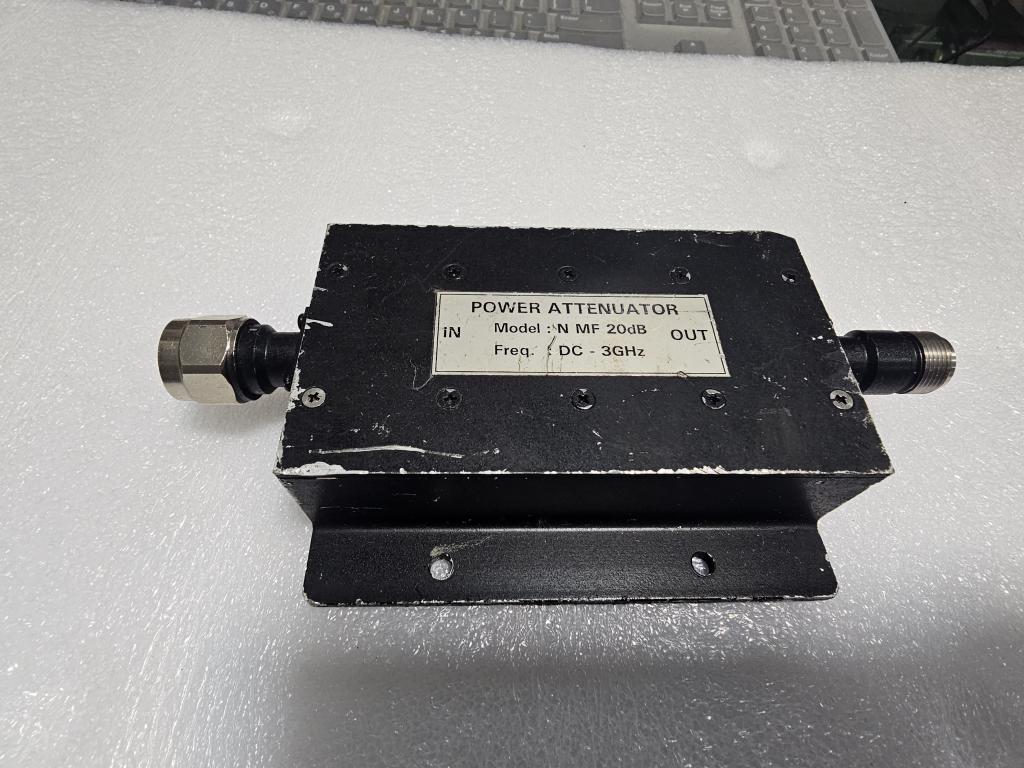 POWER ATTENUATOR
iN Model : N MF 20dB OUT
Freq. : DC - 3GHz